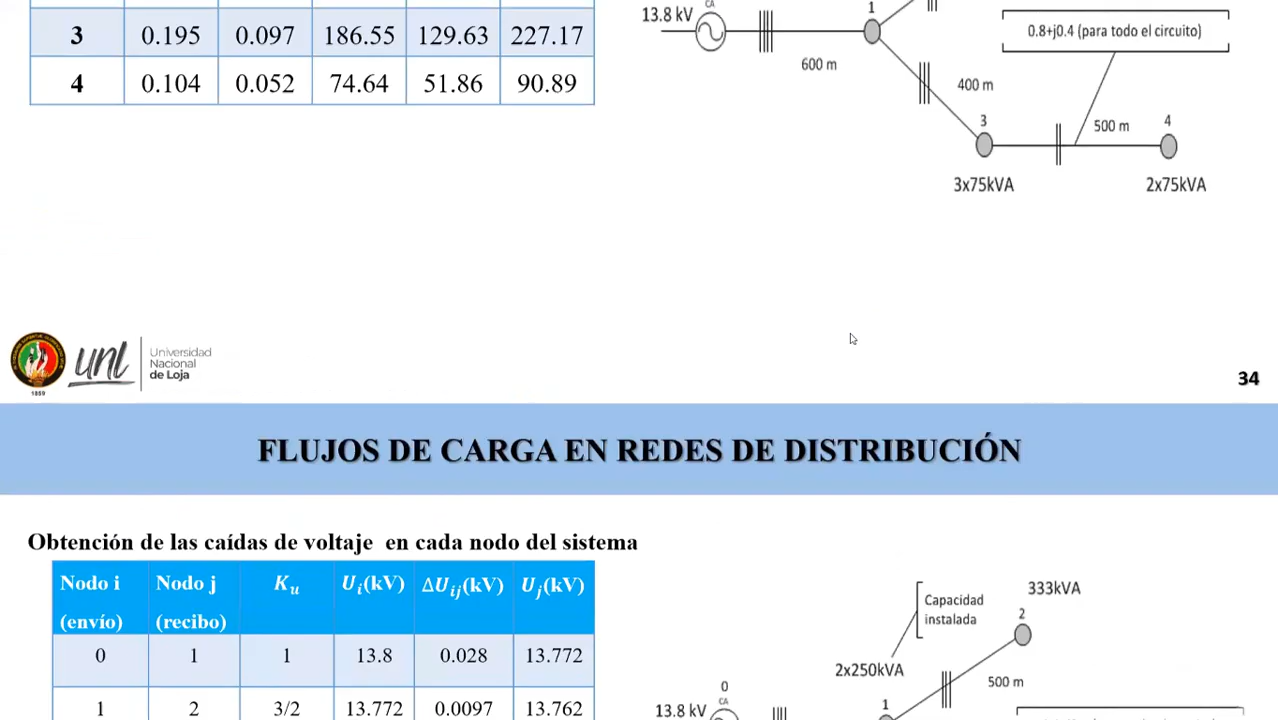 3 0.195 0.097 186.55 129.63 227.17
4 0.104 0.052 74.64 51.86 90.89
CA
13.8 kV
1
600 m
0.8+j0.4 (para todo el circuito)
400 m
3
500 m
4
3x75kVA
2x75kVA
1859
unl
Universidad
Nacional
de Loja
34
FLUJOS DE CARGA EN REDES DE DISTRIBUCIÓN
Obtención de las caídas de voltaje en cada nodo del sistema
Nodo i Nodo j Kᵤ Uᵢ(kV) ΔUᵢⱼ(kV) Uⱼ(kV)
(envío) (recibo)
0 1 1 13.8 0.028 13.772
1 2 3/2 13.772 0.0097 13.762
333kVA
Capacidad
instalada
2
2x250kVA
500 m
0
CA
13.8 kV
1